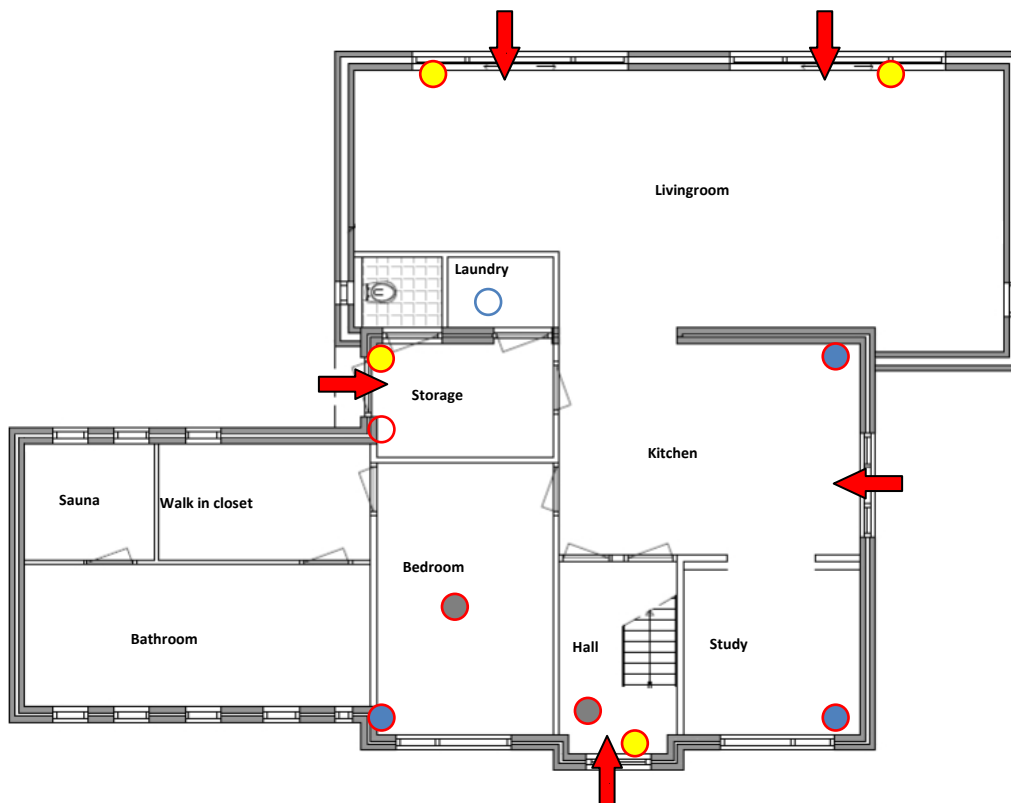 Livingroom
Laundry
Storage
Kitchen
Sauna
Walk in closet
Bedroom
Bathroom
Hall
Study